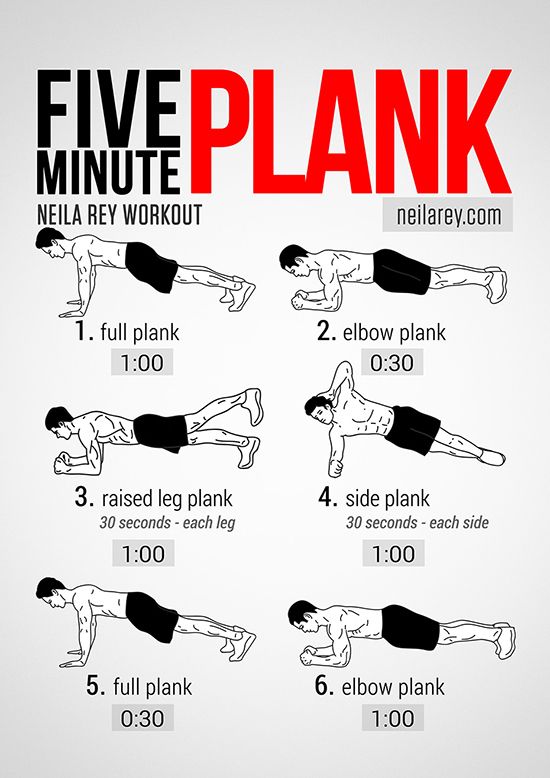 FIVE MINUTE PLANK
NEILA REY WORKOUT
neilarey.com
1. full plank
1:00
2. elbow plank
0:30
3. raised leg plank
30 seconds - each leg
1:00
4. side plank
30 seconds - each side
1:00
5. full plank
0:30
6. elbow plank
1:00